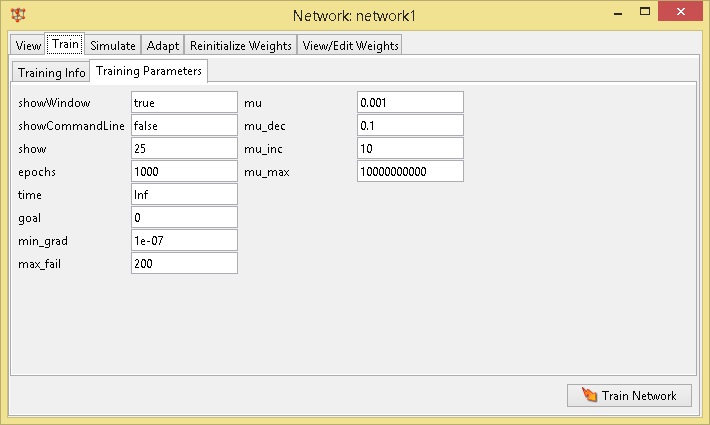 Network: network1
View Train Simulate Adapt Reinitialize Weights View/Edit Weights
Training Info Training Parameters
showWindow true mu 0.001
showCommandLine false mu_dec 0.1
show 25 mu_inc 10
epochs 1000 mu_max 10000000000
time Inf
goal 0
min_grad 1e-07
max_fail 200
Train Network